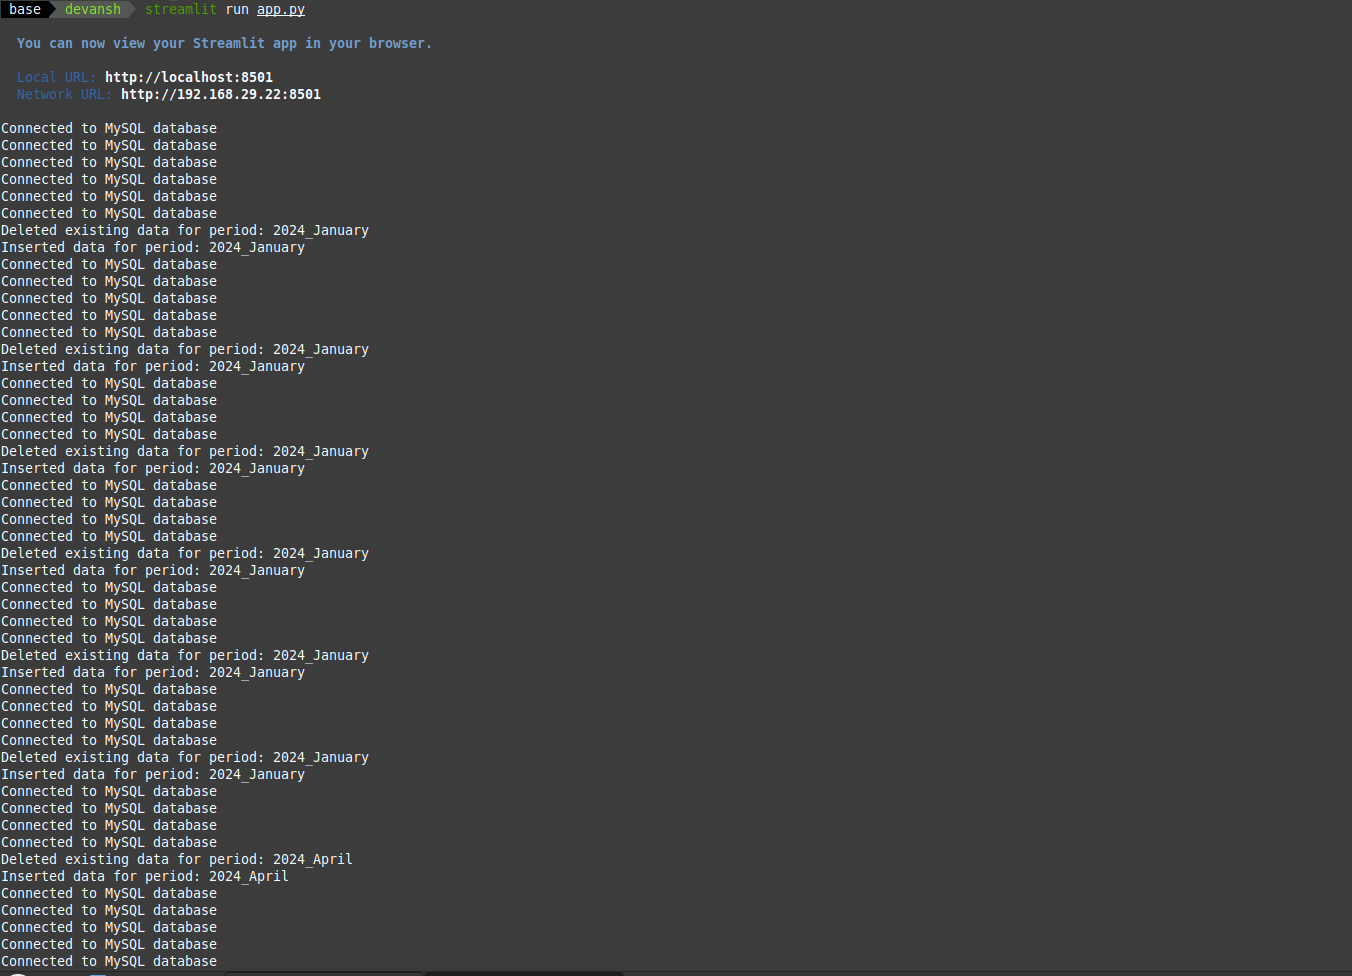 base devansh streamlit run app.py
You can now view your Streamlit app in your browser.
Local URL: http://localhost:8501
Network URL: http://192.168.29.22:8501
Connected to MySQL database
Connected to MySQL database
Connected to MySQL database
Connected to MySQL database
Connected to MySQL database
Connected to MySQL database
Deleted existing data for period: 2024_January
Inserted data for period: 2024_January
Connected to MySQL database
Connected to MySQL database
Connected to MySQL database
Connected to MySQL database
Connected to MySQL database
Deleted existing data for period: 2024_January
Inserted data for period: 2024_January
Connected to MySQL database
Connected to MySQL database
Connected to MySQL database
Connected to MySQL database
Deleted existing data for period: 2024_January
Inserted data for period: 2024_January
Connected to MySQL database
Connected to MySQL database
Connected to MySQL database
Connected to MySQL database
Deleted existing data for period: 2024_January
Inserted data for period: 2024_January
Connected to MySQL database
Connected to MySQL database
Connected to MySQL database
Connected to MySQL database
Deleted existing data for period: 2024_January
Inserted data for period: 2024_January
Connected to MySQL database
Connected to MySQL database
Connected to MySQL database
Connected to MySQL database
Deleted existing data for period: 2024_January
Inserted data for period: 2024_January
Connected to MySQL database
Connected to MySQL database
Connected to MySQL database
Connected to MySQL database
Deleted existing data for period: 2024_April
Inserted data for period: 2024_April
Connected to MySQL database
Connected to MySQL database
Connected to MySQL database
Connected to MySQL database
Connected to MySQL database